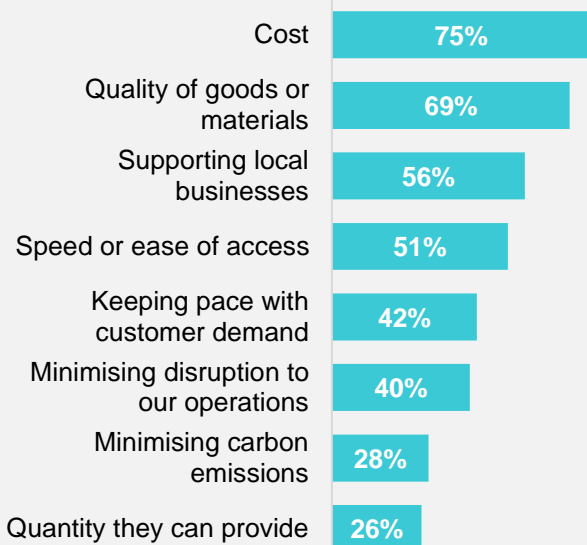 Cost
75%
Quality of goods or
materials
69%
Supporting local
businesses
56%
Speed or ease of access
51%
Keeping pace with
customer demand
42%
Minimising disruption to
our operations
40%
Minimising carbon
emissions
28%
Quantity they can provide
26%